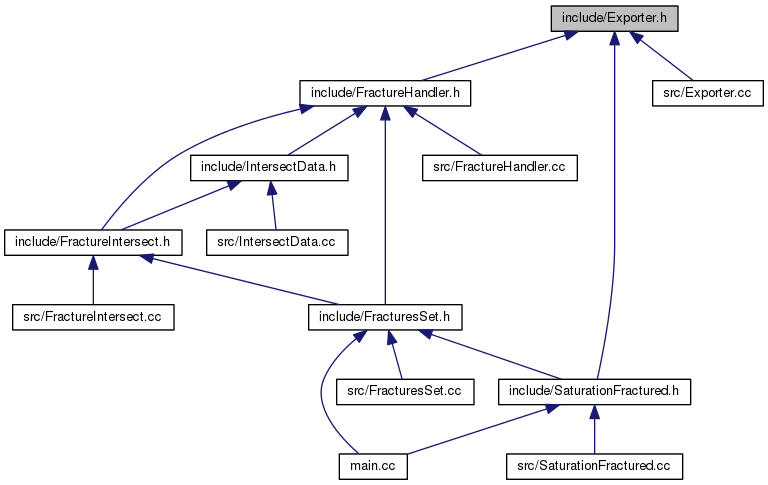 include/Exporter.h
include/FractureHandler.h
src/Exporter.cc
include/IntersectData.h
src/FractureHandler.cc
include/FractureIntersect.h
src/IntersectData.cc
src/FractureIntersect.cc
include/FracturesSet.h
src/FracturesSet.cc
include/SaturationFractured.h
main.cc
src/SaturationFractured.cc